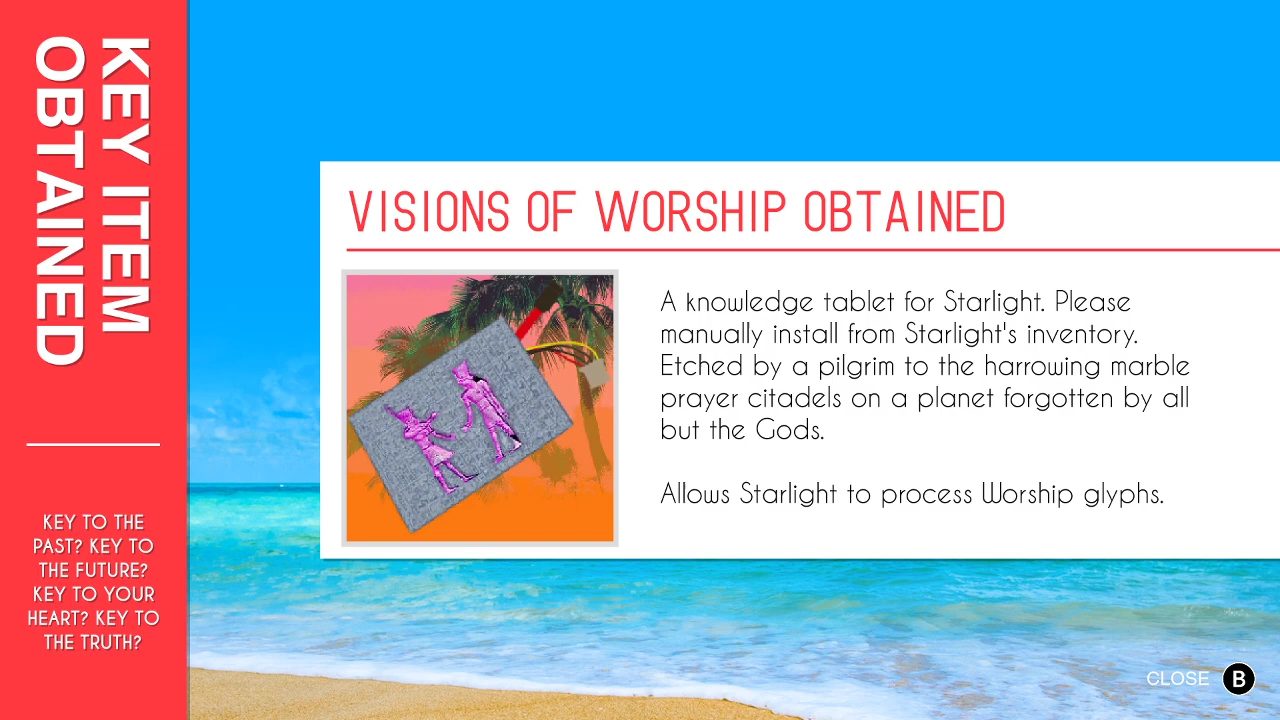 KEY ITEM
OBTAINED
KEY TO THE
PAST? KEY TO
THE FUTURE?
KEY TO YOUR
HEART? KEY TO
THE TRUTH?
VISIONS OF WORSHIP OBTAINED
A knowledge tablet for Starlight. Please
manually install from Starlight's inventory.
Etched by a pilgrim to the harrowing marble
prayer citadels on a planet forgotten by all
but the Gods.
Allows Starlight to process Worship glyphs.
CLOSE B